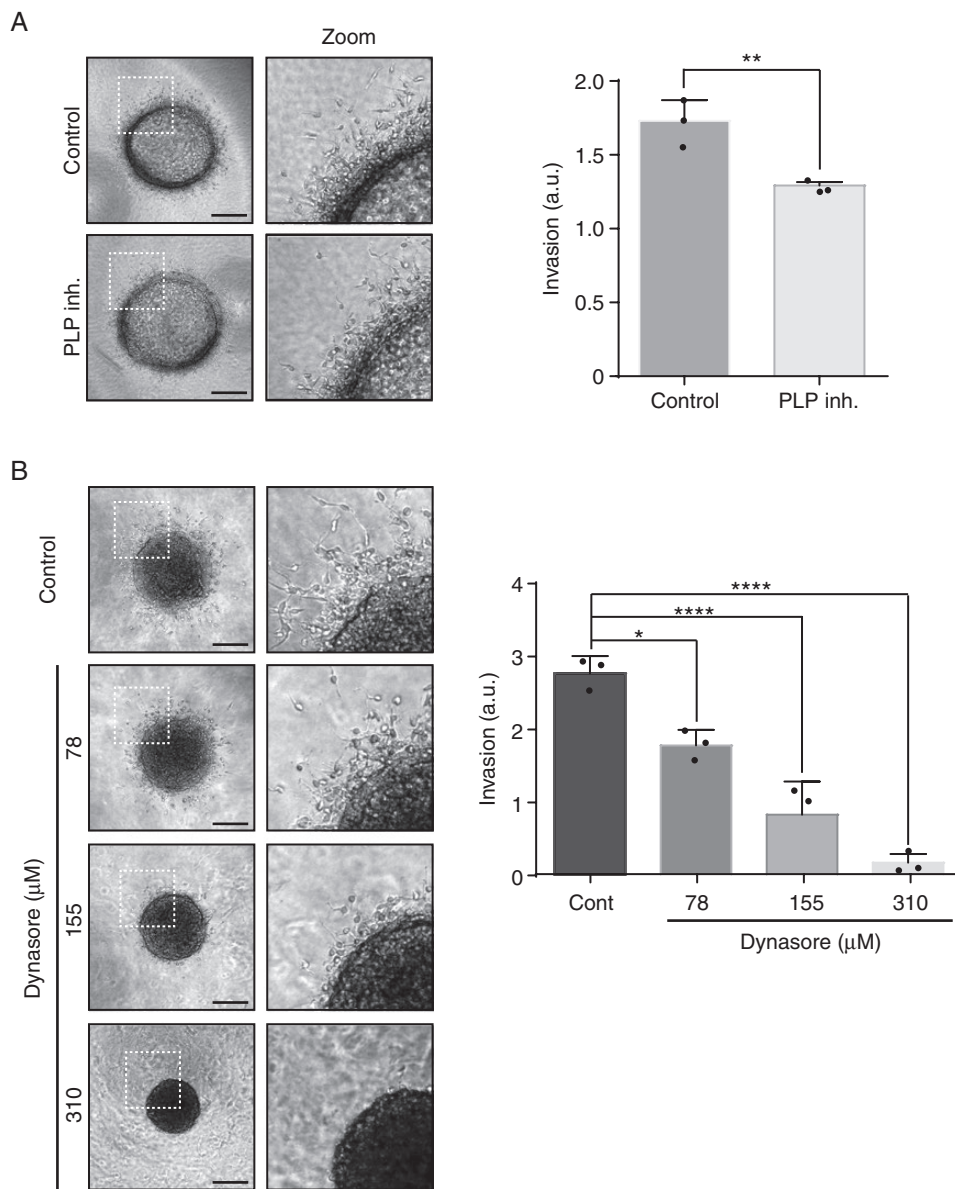 A
Zoom
Control
PLP inh.
**
2.0
1.5
1.0
0.5
0
Invasion (a.u.)
Control PLP inh.
B
Control
78
155
310
Dynasore (μM)
****
****
*
4
3
2
1
0
Invasion (a.u.)
Cont 78 155 310
Dynasore (μM)